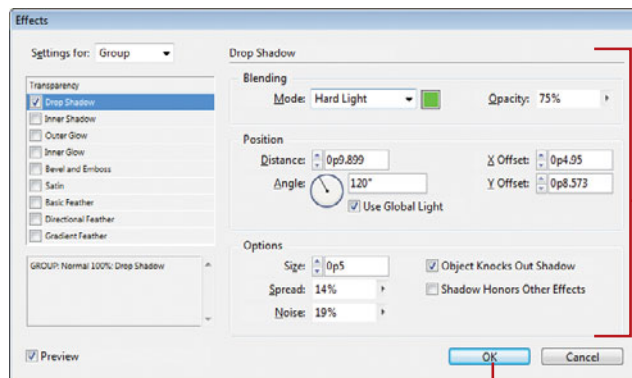 Effects
Settings for: Group
Transparency
Drop Shadow
Inner Shadow
Outer Glow
Inner Glow
Bevel and Emboss
Satin
Basic Feather
Directional Feather
Gradient Feather
GROUP: Normal 100%: Drop Shadow
Preview
Drop Shadow
Blending
Mode: Hard Light Opacity: 75%
Position
Distance: 0p9.899 X Offset: 0p4.95
Angle: 120° Y Offset: 0p8.573
Use Global Light
Options
Size: 0p5 Object Knocks Out Shadow
Spread: 14% Shadow Honors Other Effects
Noise: 19%
OK Cancel